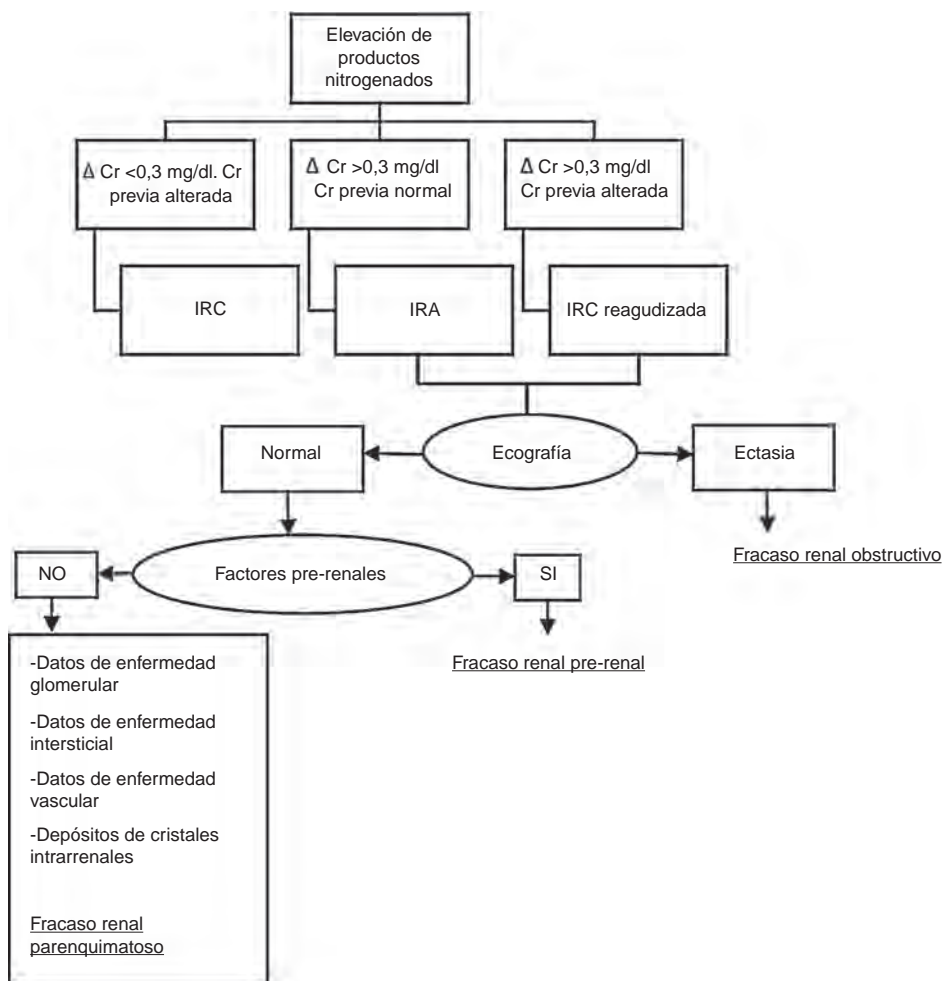 Elevación de
productos
nitrogenados
Δ Cr <0,3 mg/dl. Cr
previa alterada
Δ Cr >0,3 mg/dl
Cr previa normal
Δ Cr >0,3 mg/dl
Cr previa alterada
IRC
IRA
IRC reagudizada
Normal
Ecografía
Ectasia
Fracaso renal obstructivo
NO
Factores pre-renales
SI
Fracaso renal pre-renal
-Datos de enfermedad
glomerular
-Datos de enfermedad
intersticial
-Datos de enfermedad
vascular
-Depósitos de cristales
intrarrenales
Fracaso renal
parenquimatoso